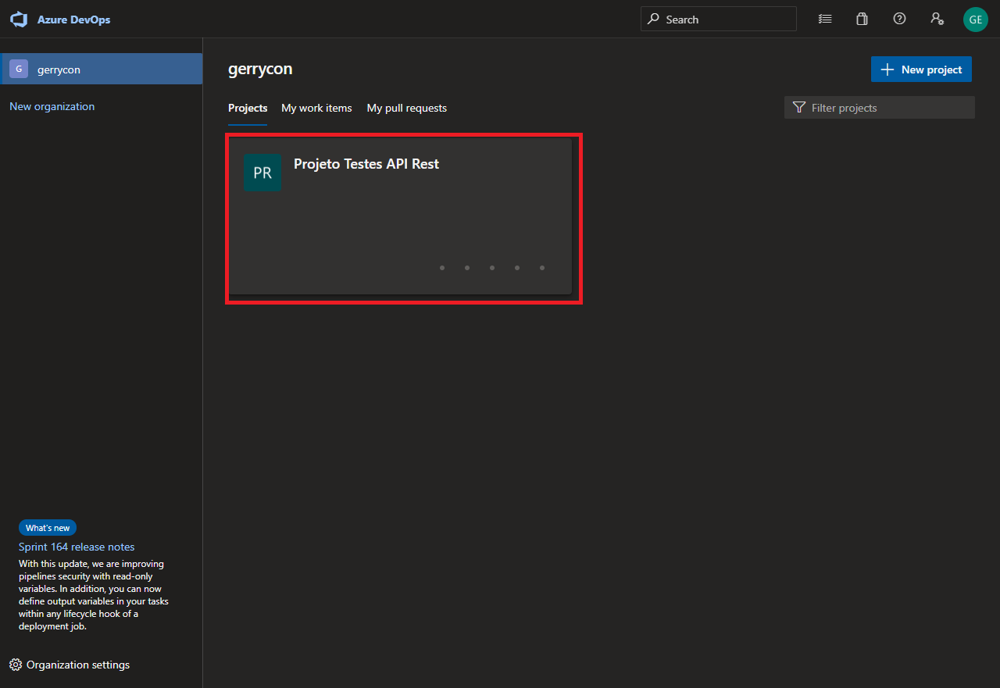 Azure DevOps
Search
GE
G
gerrycon
New organization
gerrycon
New project
Projects
My work items
My pull requests
Filter projects
PR
Projeto Testes API Rest
What's new
Sprint 164 release notes
With this update, we are improving
pipelines security with read-only
variables. In addition, you can now
define output variables in your tasks
within any lifecycle hook of a
deployment job.
Organization settings